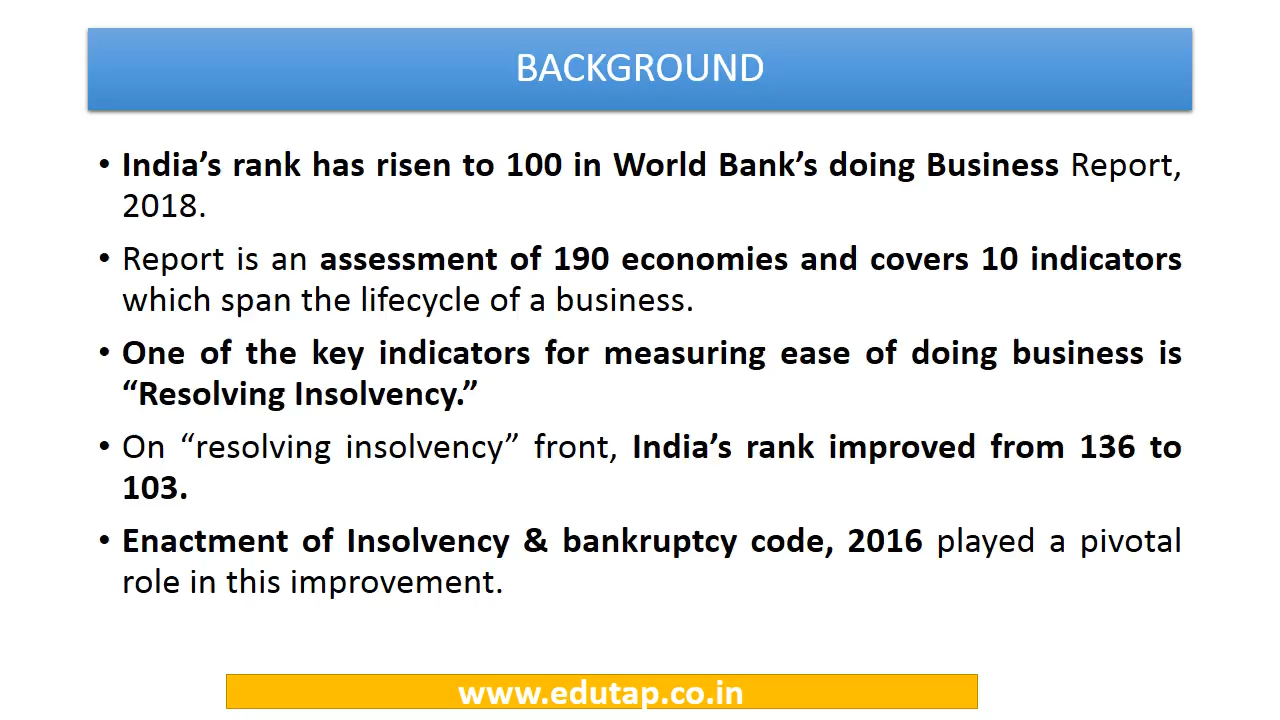 BACKGROUND
• India’s rank has risen to 100 in World Bank’s doing Business Report,
2018.
• Report is an assessment of 190 economies and covers 10 indicators
which span the lifecycle of a business.
• One of the key indicators for measuring ease of doing business is
“Resolving Insolvency.”
• On “resolving insolvency” front, India’s rank improved from 136 to
103.
• Enactment of Insolvency & bankruptcy code, 2016 played a pivotal
role in this improvement.
www.edutap.co.in